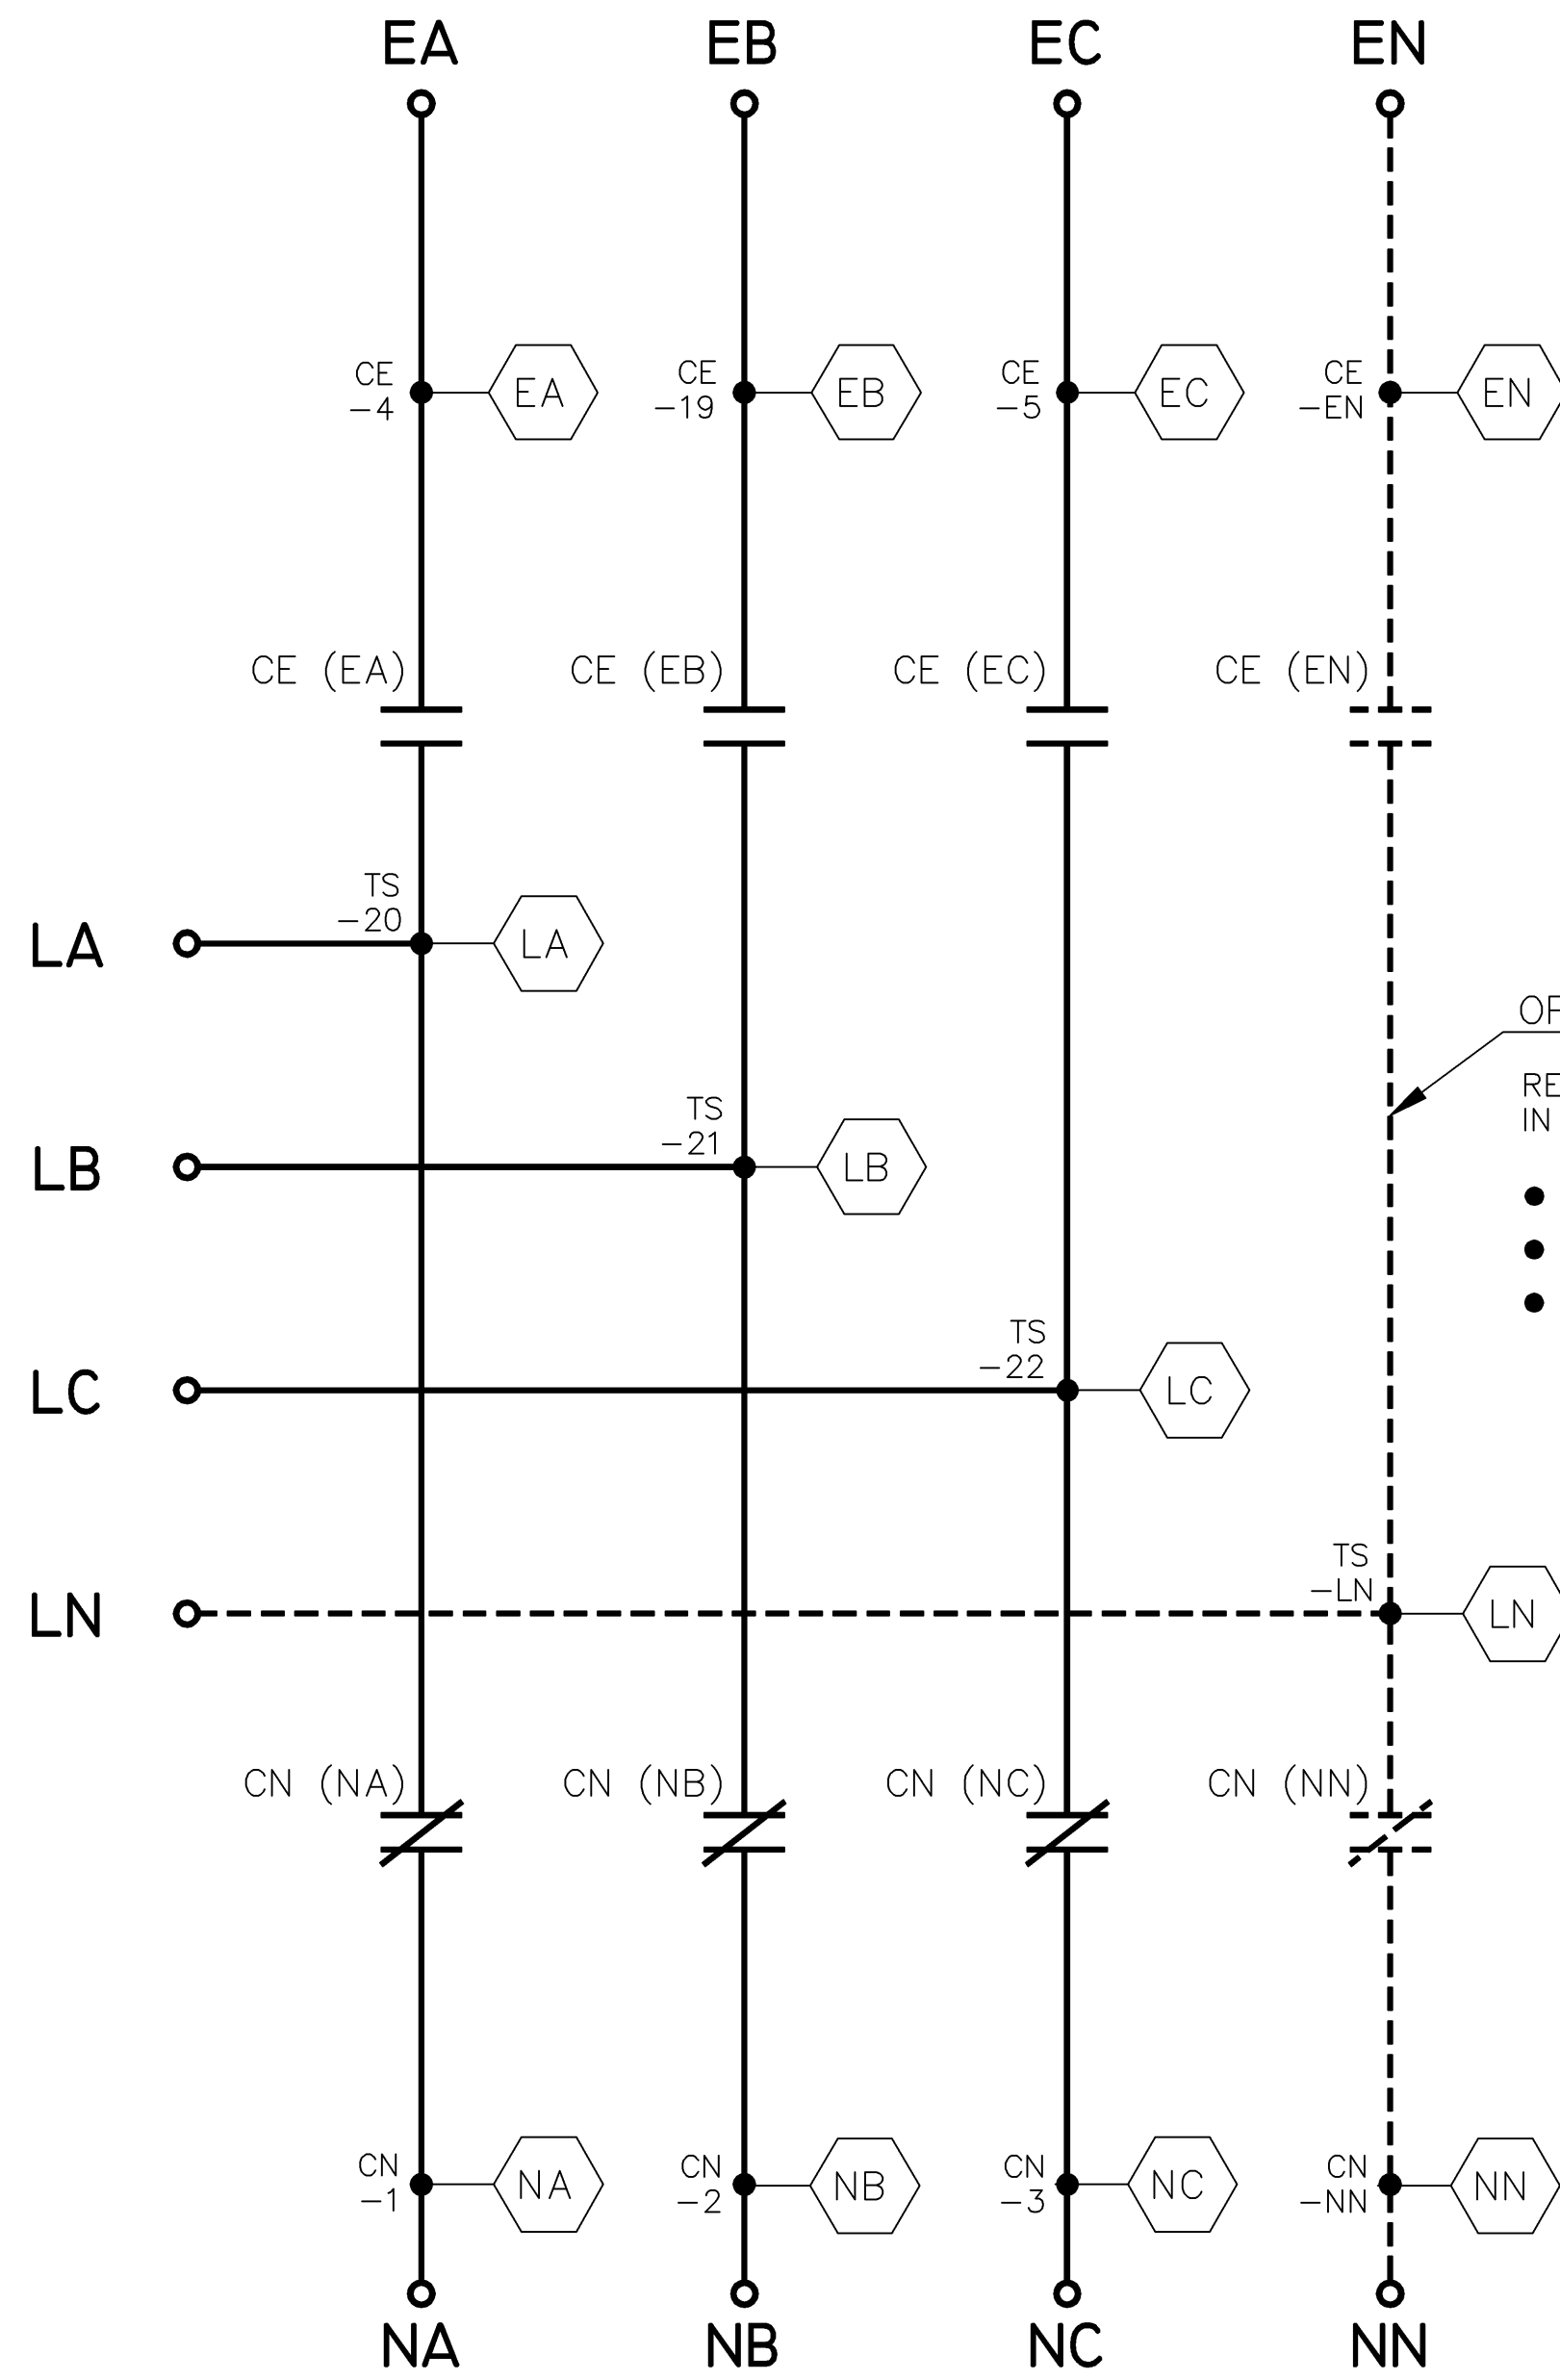 EA EB EC EN
CE CE CE CE
-4 -19 -5 -EN
EA EB EC EN
CE (EA) CE (EB) CE (EC) CE (EN)
TS
-20
LA LA
TS
-21
LB LB
TS
-22
LC LC
TS
-LN
LN LN
IN
CN (NA) CN (NB) CN (NC) CN (NN)
CN CN CN CN
-1 -2 -3 -NN
NA NB NC NN
NA NB NC NN